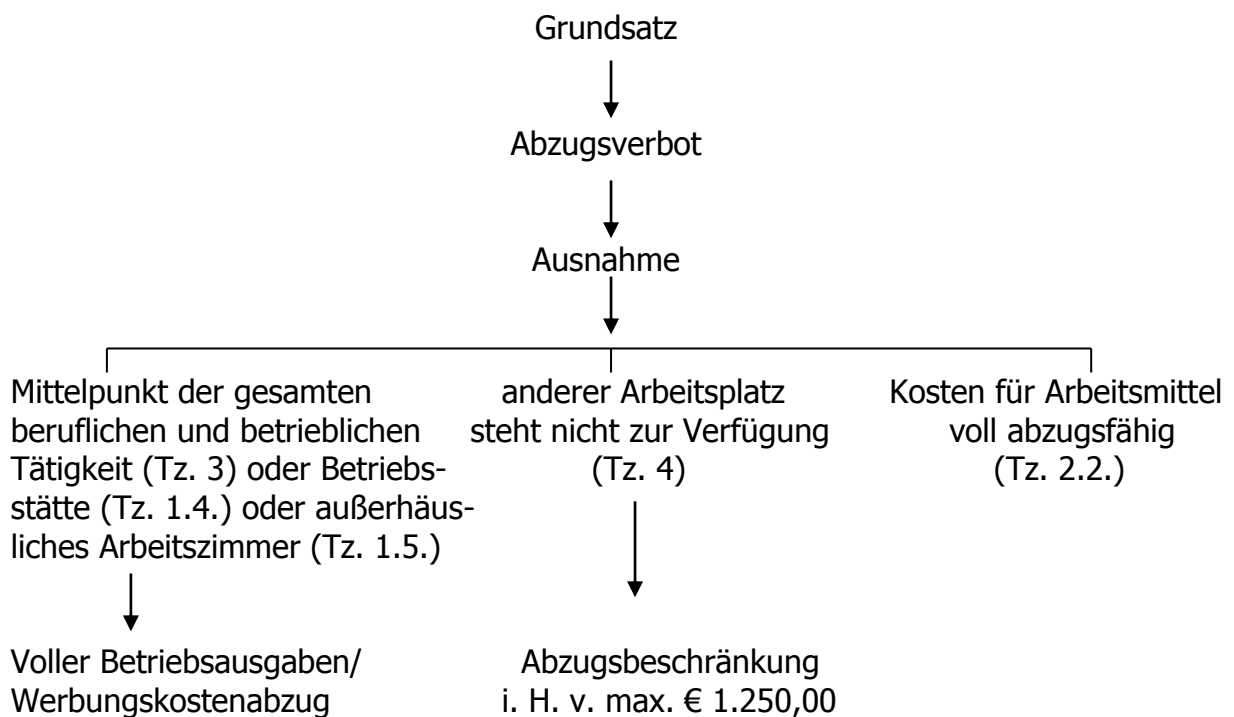 Grundsatz
Abzugsverbot
Ausnahme
Mittelpunkt der gesamten
beruflichen und betrieblichen
Tätigkeit (Tz. 3) oder Betriebs-
stätte (Tz. 1.4.) oder außerhäus-
liches Arbeitszimmer (Tz. 1.5.)
anderer Arbeitsplatz
steht nicht zur Verfügung
(Tz. 4)
Kosten für Arbeitsmittel
voll abzugsfähig
(Tz. 2.2.)
Voller Betriebsausgaben/
Werbungskostenabzug
Abzugsbeschränkung
i. H. v. max. € 1.250,00